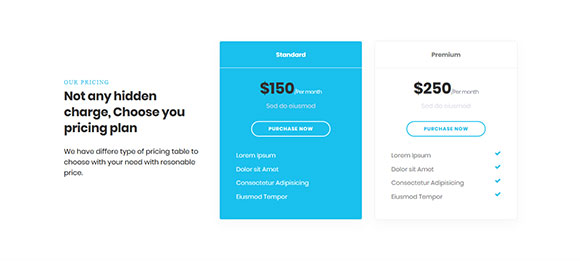 OUR PRICING
Not any hidden
charge, Choose you
pricing plan
We have differe type of pricing table to
choose with your need with resonable
price.
Standard
$150/Per month
Sed do eiusmod
PURCHASE NOW
Lorem Ipsum
Dolor sit Amet
Consectetur Adipisicing
Eiusmod Tempor
Premium
$250/Per month
Sed do eiusmod
PURCHASE NOW
Lorem Ipsum
Dolor sit Amet
Consectetur Adipisicing
Eiusmod Tempor